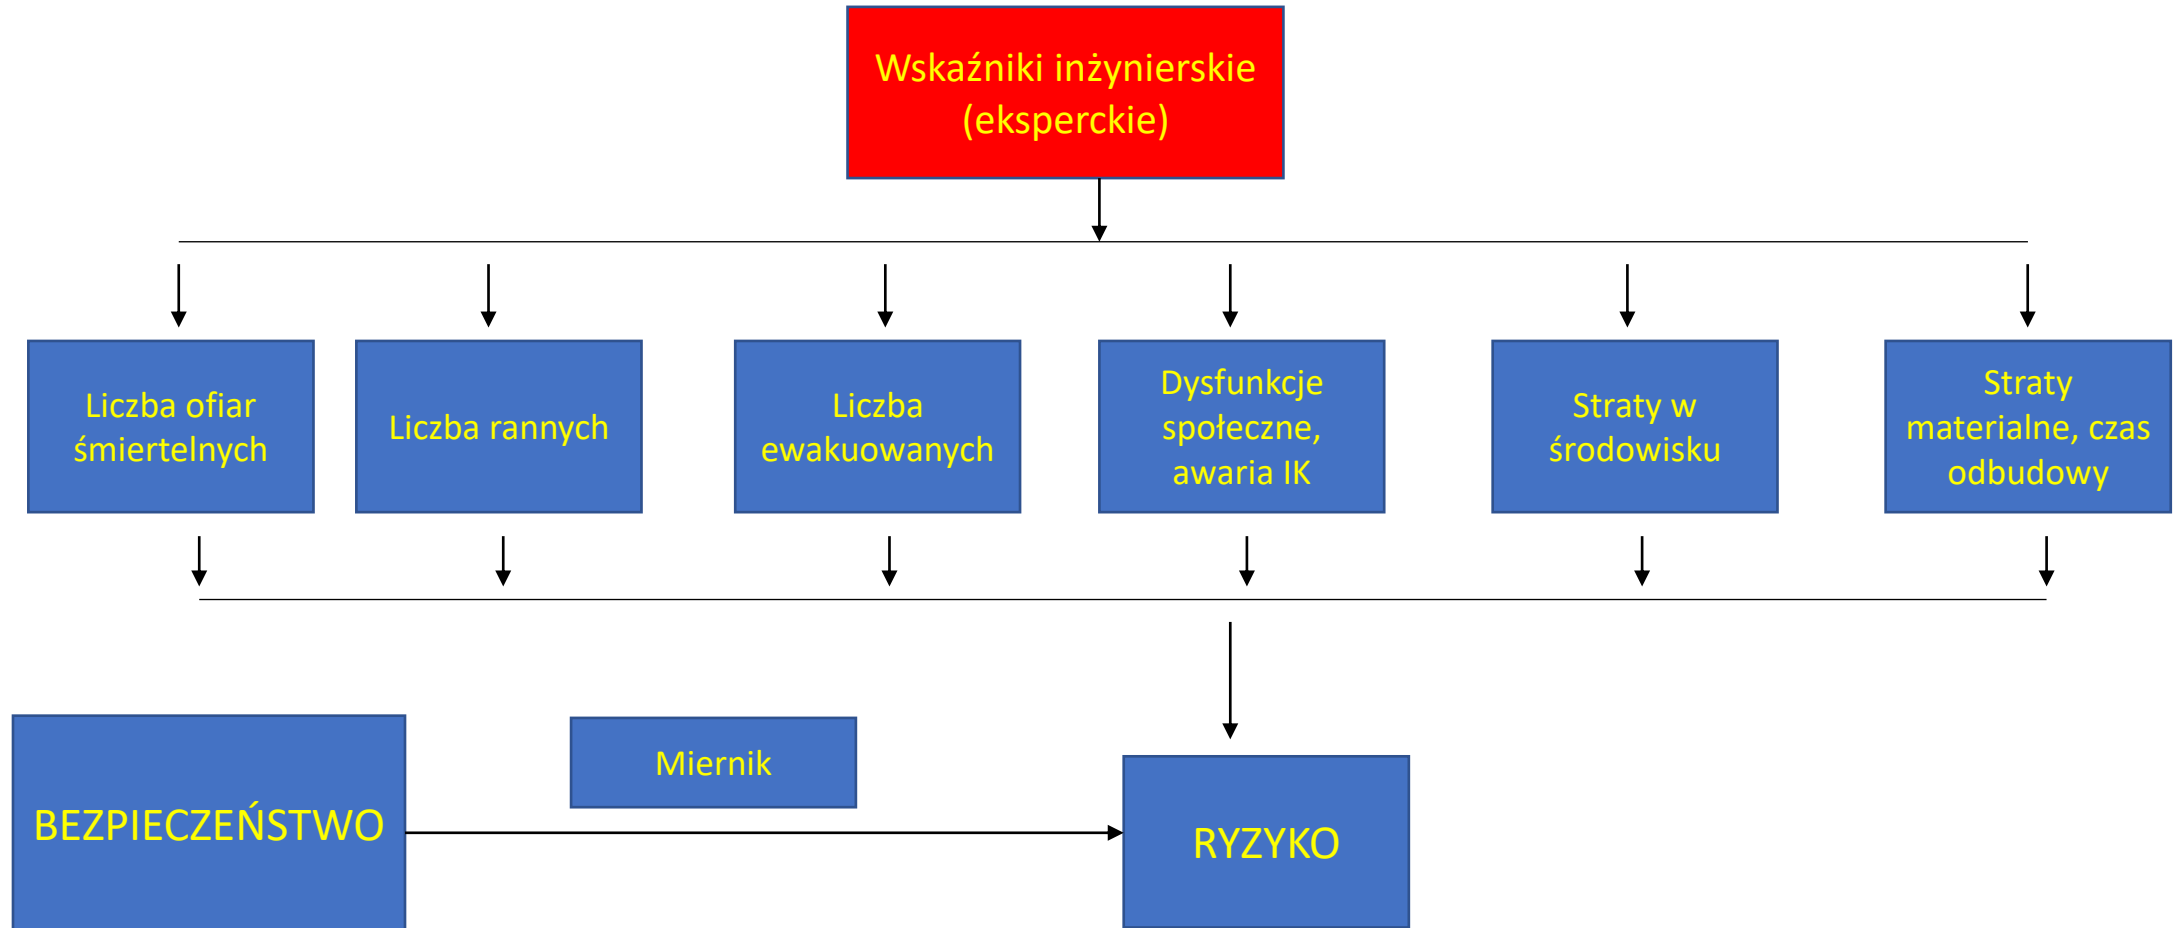 Wskaźniki inżynierskie
(eksperckie)
Liczba ofiar
śmiertelnych
Liczba rannych
Liczba
ewakuowanych
Dysfunkcje
społeczne,
awaria IK
Straty w
środowisku
Straty
materialne, czas
odbudowy
BEZPIECZEŃSTWO
Miernik
RYZYKO